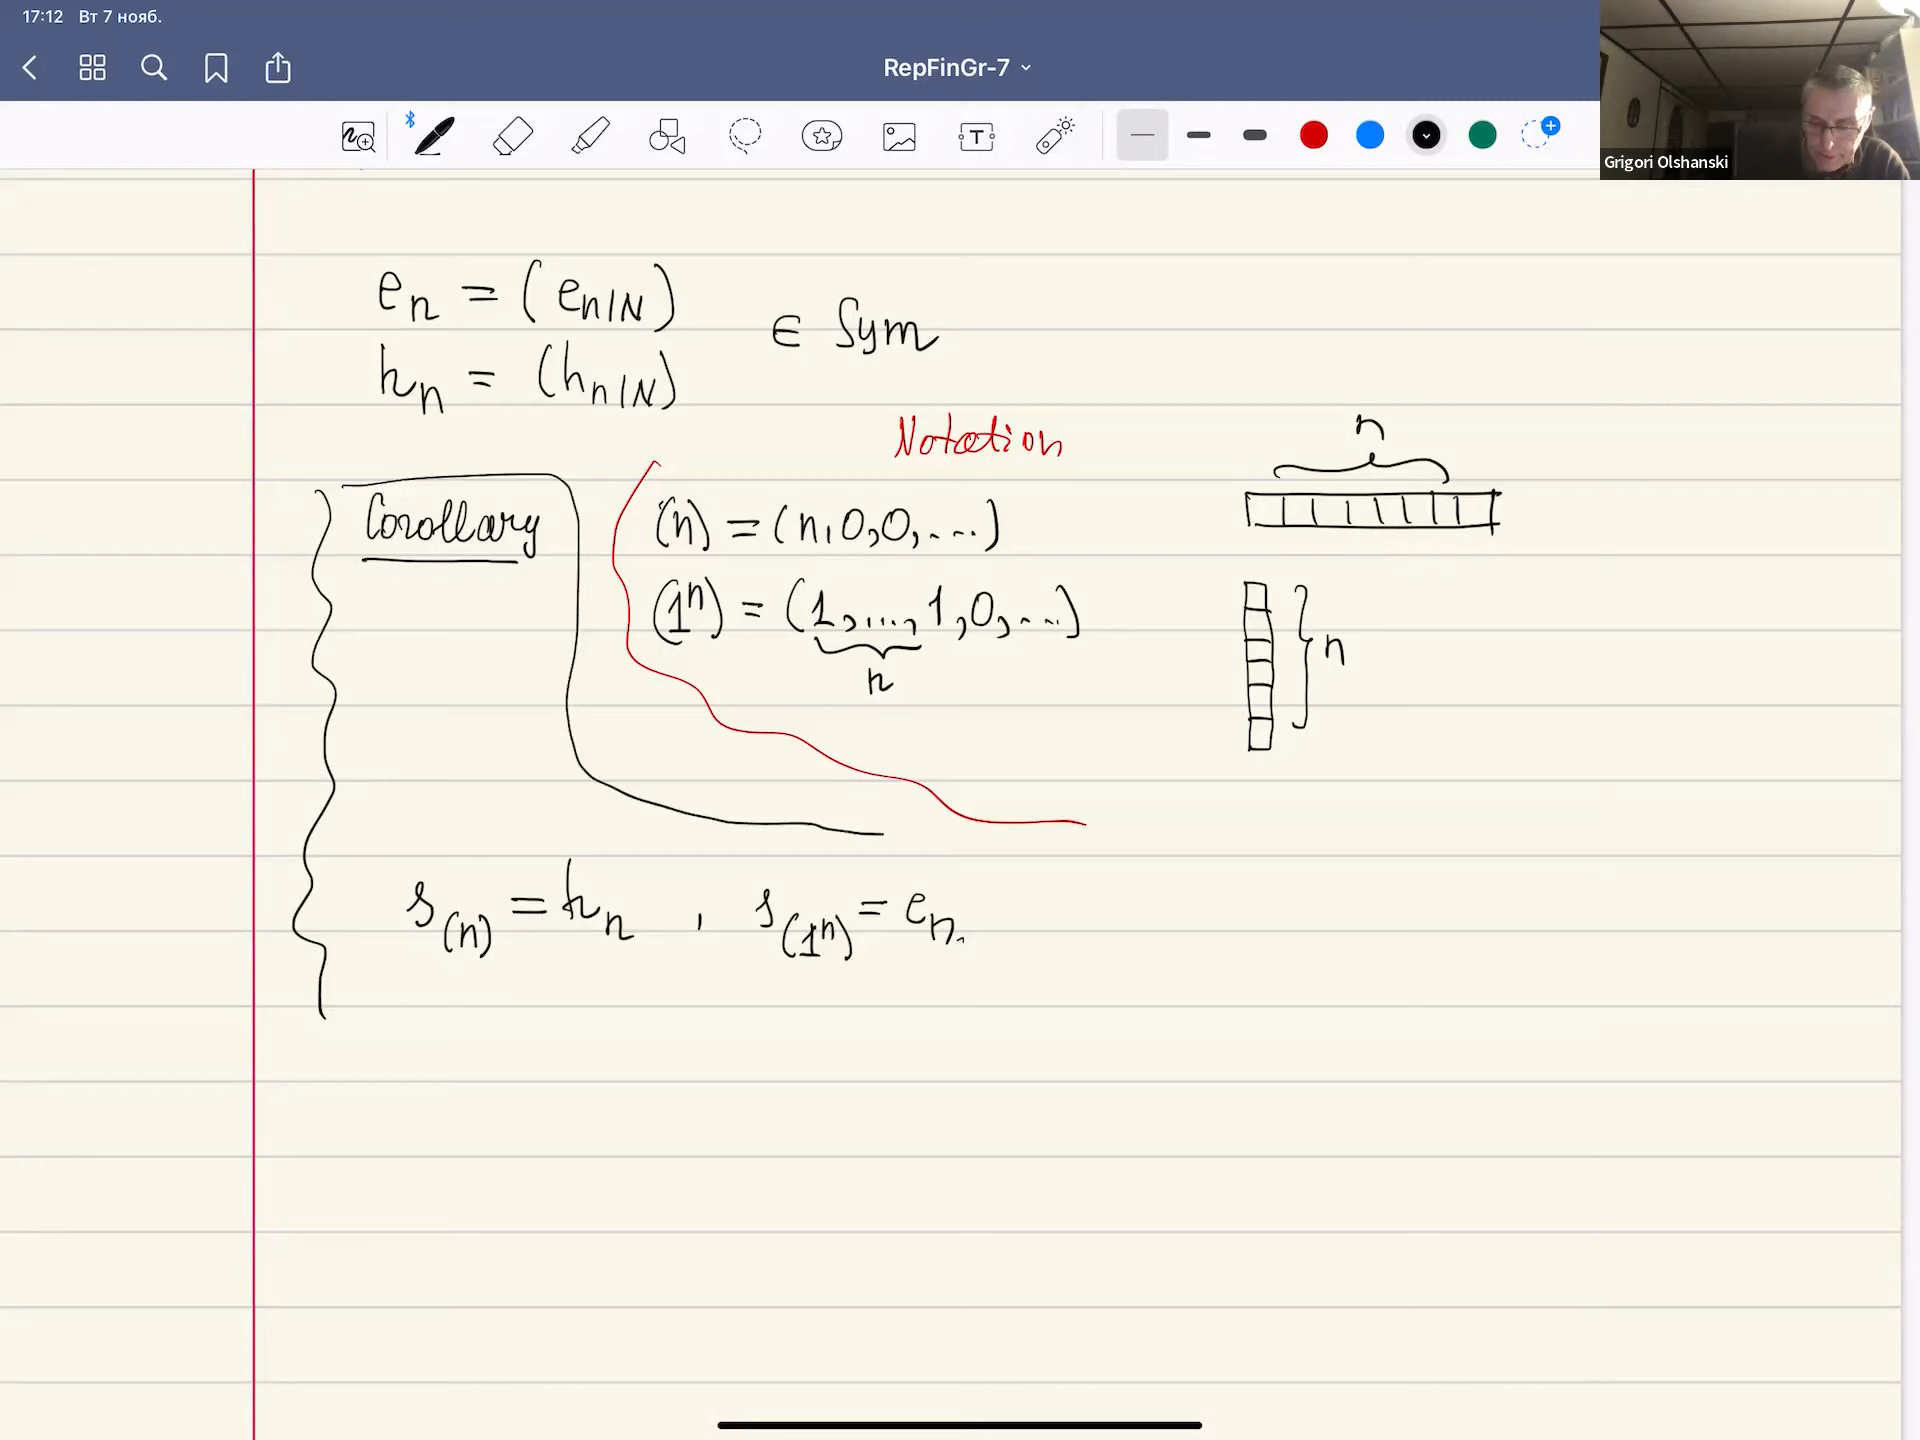 17:12 Вт 7 нояб.
RepFinGr-7
T
Grigori Olshanski
e_n = (e_{n|N})
h_n = (h_{n|N})
∈ Sym
Notation
n
Corollary
(n) = (n, 0, 0, ....)
(1^n) = (1, ..., 1, 0, ...)
n
n
s_{(n)} = h_n , s_{(1^n)} = e_n.